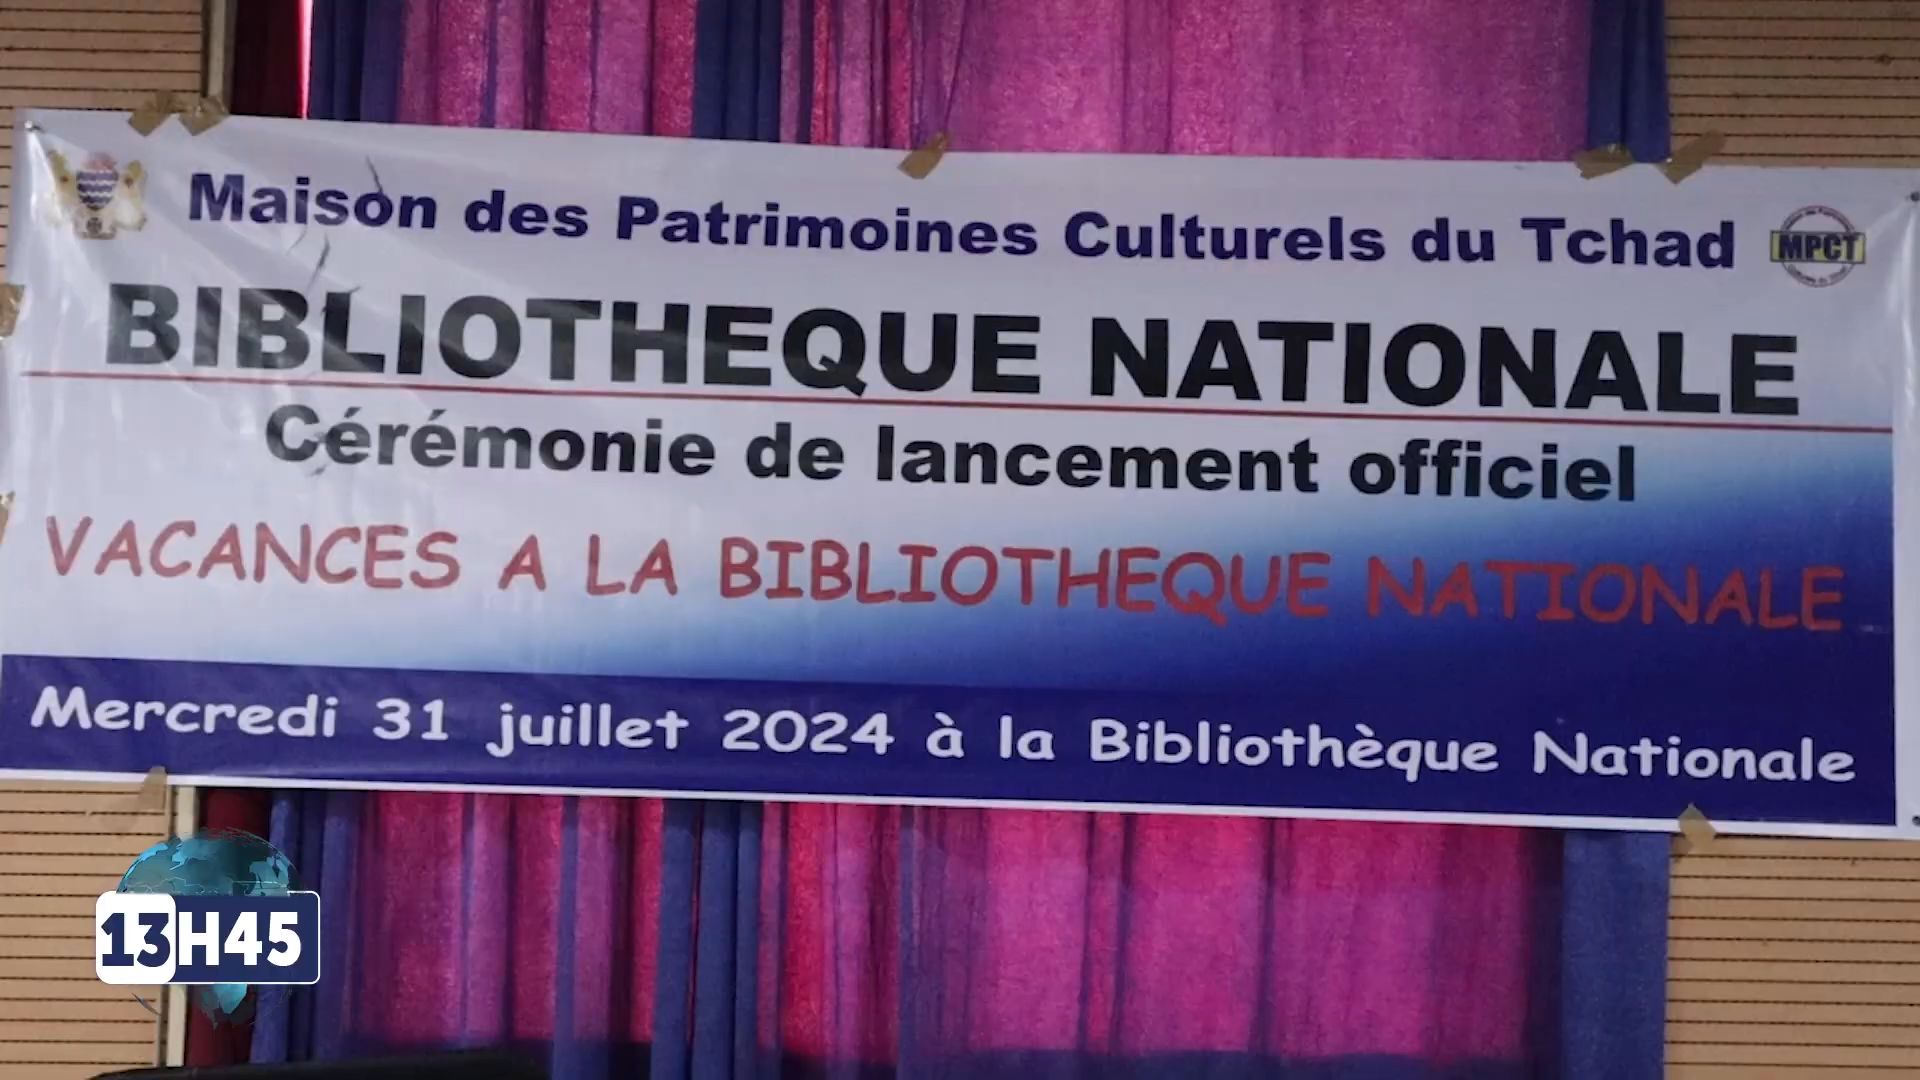 Maison des Patrimoines Culturels du Tchad
MPCT
BIBLIOTHEQUE NATIONALE
Cérémonie de lancement officiel
VACANCES A LA BIBLIOTHEQUE NATIONALE
Mercredi 31 juillet 2024 à la Bibliothèque Nationale
13H45